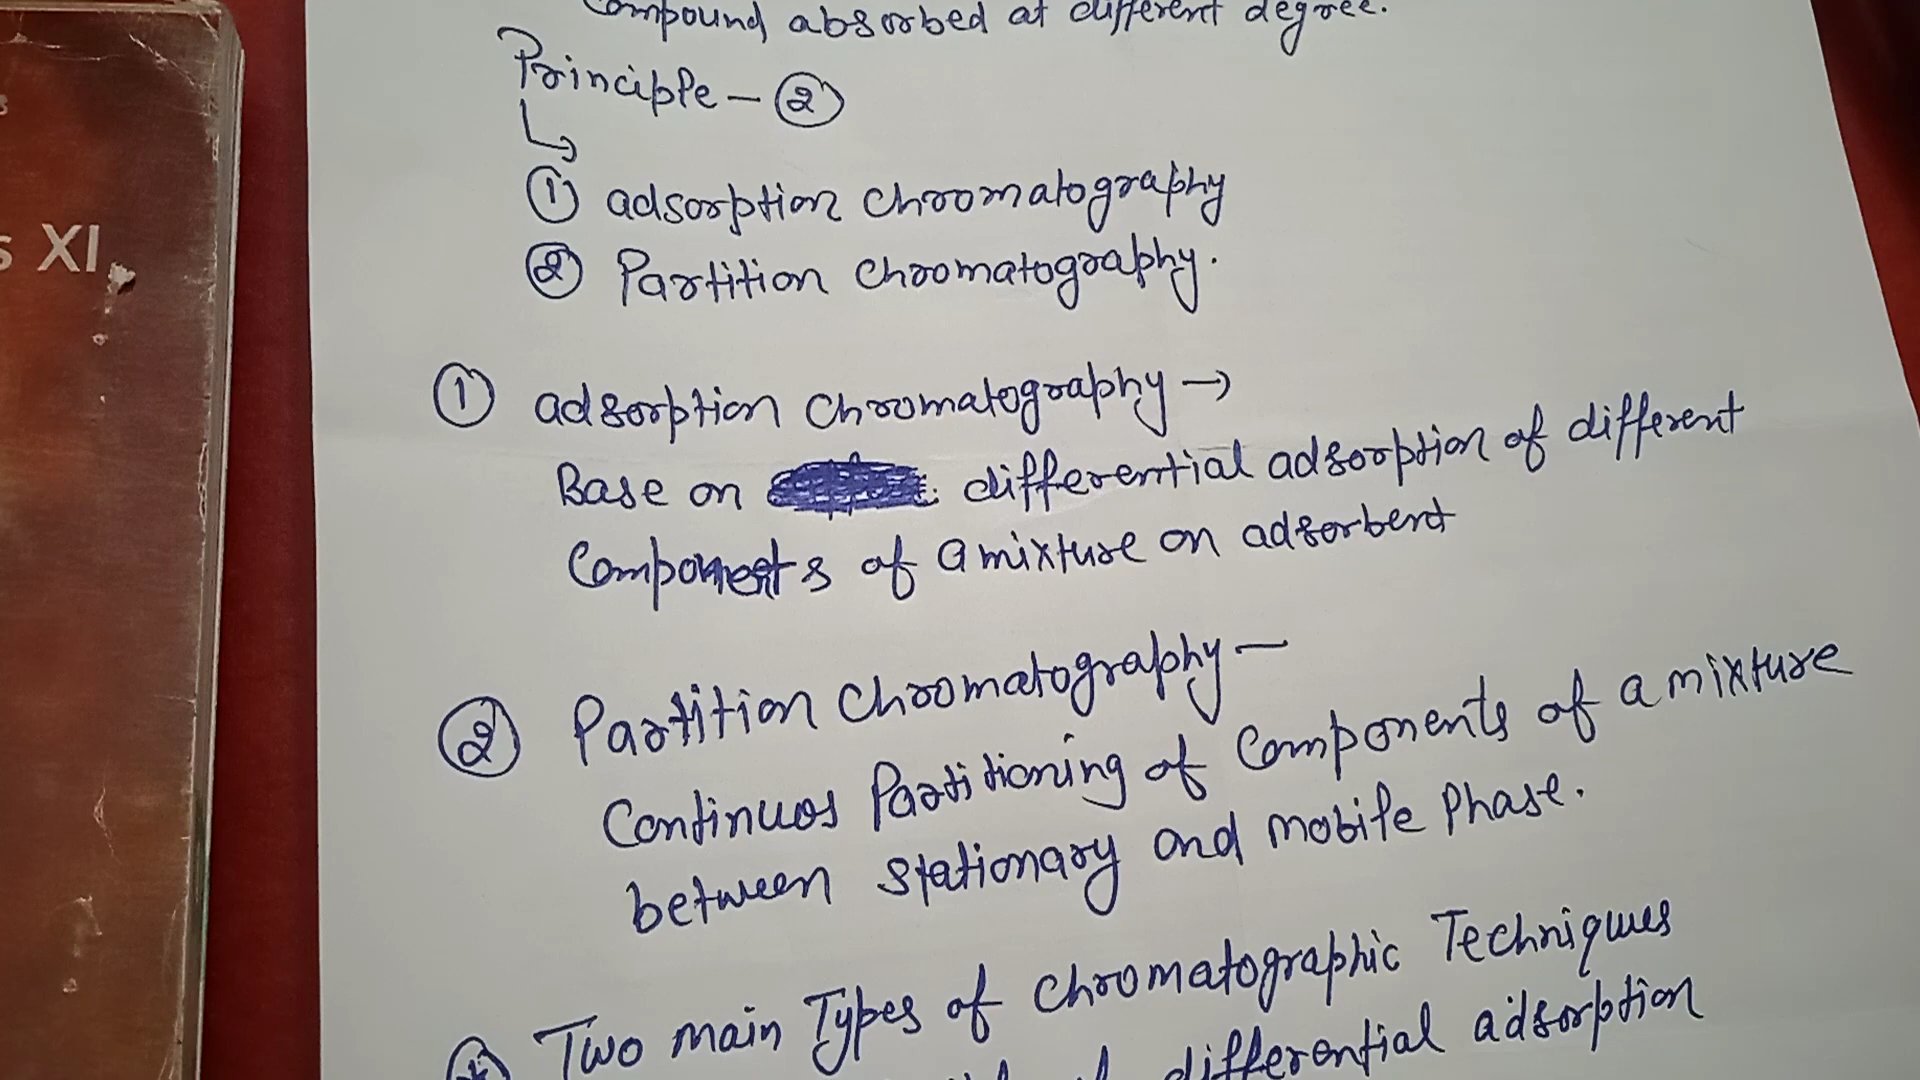 Compound absorbed at different degree.
Principle - ②
① adsorption chromatography
② Partition chromatography.
s XI
① adsorption chromatography →
Base on differential adsorption of different
Components of a mixture on adsorbent
② Partition chromatography -
Continuos Partitioning of Components of a mixture
between stationary and mobile Phase.
Two main Types of chromatographic Techniques
differential adsorption